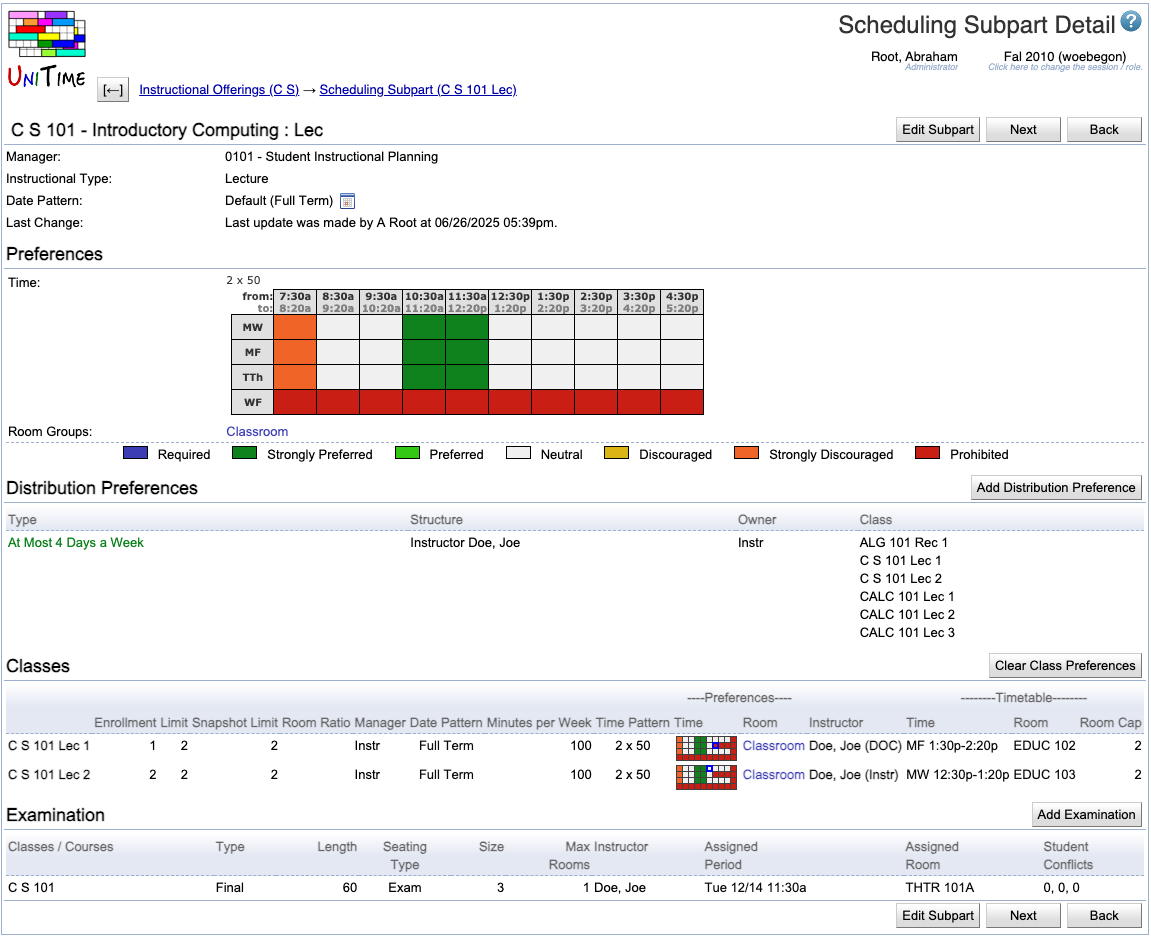 Scheduling Subpart Detail ?
UNITIME
Root, Abraham Fal 2010 (woebegon)
Administrator Click here to change the session / role.
[←] Instructional Offerings (C S) → Scheduling Subpart (C S 101 Lec)
C S 101 - Introductory Computing : Lec Edit Subpart Next Back
Manager: 0101 - Student Instructional Planning
Instructional Type: Lecture
Date Pattern: Default (Full Term)
Last Change: Last update was made by A Root at 06/26/2025 05:39pm.
Preferences
Time: 2 x 50
from: 7:30a 8:30a 9:30a 10:30a 11:30a 12:30p 1:30p 2:30p 3:30p 4:30p
to: 8:20a 9:20a 10:20a 11:20a 12:20p 1:20p 2:20p 3:20p 4:20p 5:20p
MW
MF
TTh
WF
Room Groups: Classroom
Required Strongly Preferred Preferred Neutral Discouraged Strongly Discouraged Prohibited
Distribution Preferences Add Distribution Preference
Type Structure Owner Class
At Most 4 Days a Week Instructor Doe, Joe Instr ALG 101 Rec 1
C S 101 Lec 1
C S 101 Lec 2
CALC 101 Lec 1
CALC 101 Lec 2
CALC 101 Lec 3
Classes Clear Class Preferences
----Preferences---- --------Timetable--------
Enrollment Limit Snapshot Limit Room Ratio Manager Date Pattern Minutes per Week Time Pattern Time Room Instructor Time Room Room Cap
C S 101 Lec 1 1 2 2 Instr Full Term 100 2 x 50 Classroom Doe, Joe (DOC) MF 1:30p-2:20p EDUC 102 2
C S 101 Lec 2 2 2 2 Instr Full Term 100 2 x 50 Classroom Doe, Joe (Instr) MW 12:30p-1:20p EDUC 103 2
Examination Add Examination
Classes / Courses Type Length Seating Size Max Instructor Assigned Assigned Student
Type Rooms Period Room Conflicts
C S 101 Final 60 Exam 3 1 Doe, Joe Tue 12/14 11:30a THTR 101A 0, 0, 0
Edit Subpart Next Back